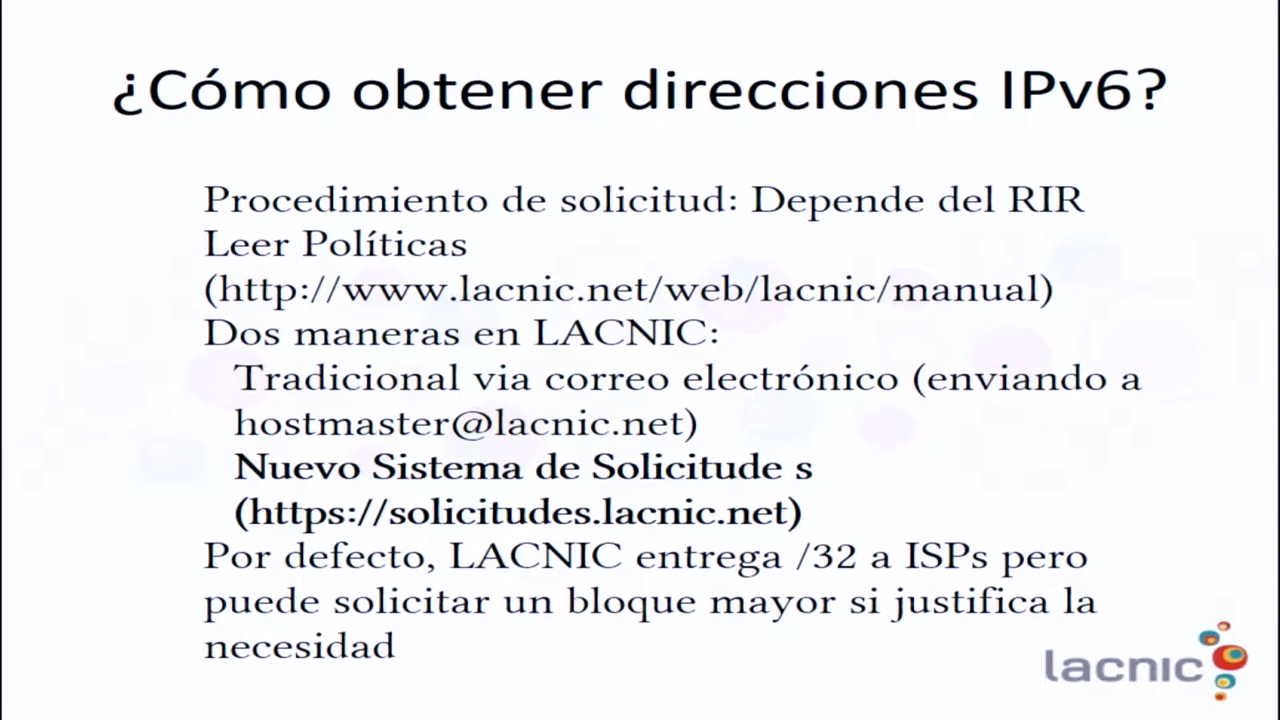 ¿Cómo obtener direcciones IPv6?
Procedimiento de solicitud: Depende del RIR
Leer Políticas
(http://www.lacnic.net/web/lacnic/manual)
Dos maneras en LACNIC:
Tradicional via correo electrónico (enviando a
hostmaster@lacnic.net)
Nuevo Sistema de Solicitude s
(https://solicitudes.lacnic.net)
Por defecto, LACNIC entrega /32 a ISPs pero
puede solicitar un bloque mayor si justifica la
necesidad
lacnic